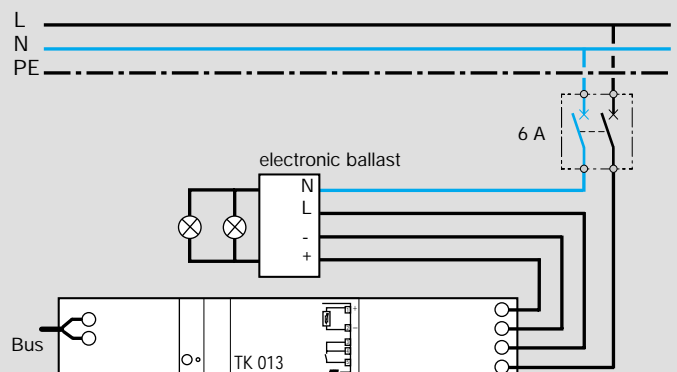 L
N
PE
6 A
electronic ballast
N
L
-
+
Bus
TK 013
+
-